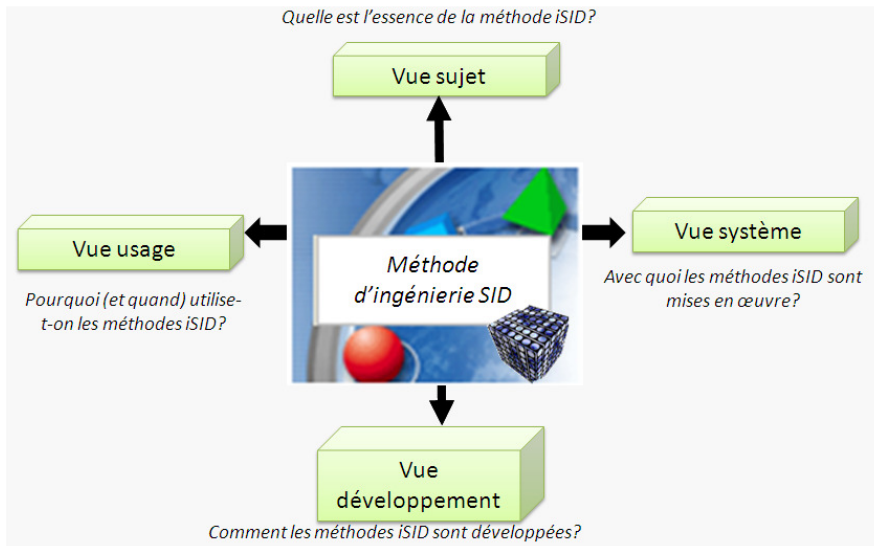 Quelle est l'essence de la méthode iSID?
Vue sujet
Vue usage
Pourquoi (et quand) utilise-
t-on les méthodes iSID?
Méthode
d'ingénierie SID
Vue système
Avec quoi les méthodes iSID sont
mises en œuvre?
Vue
développement
Comment les méthodes iSID sont développées?